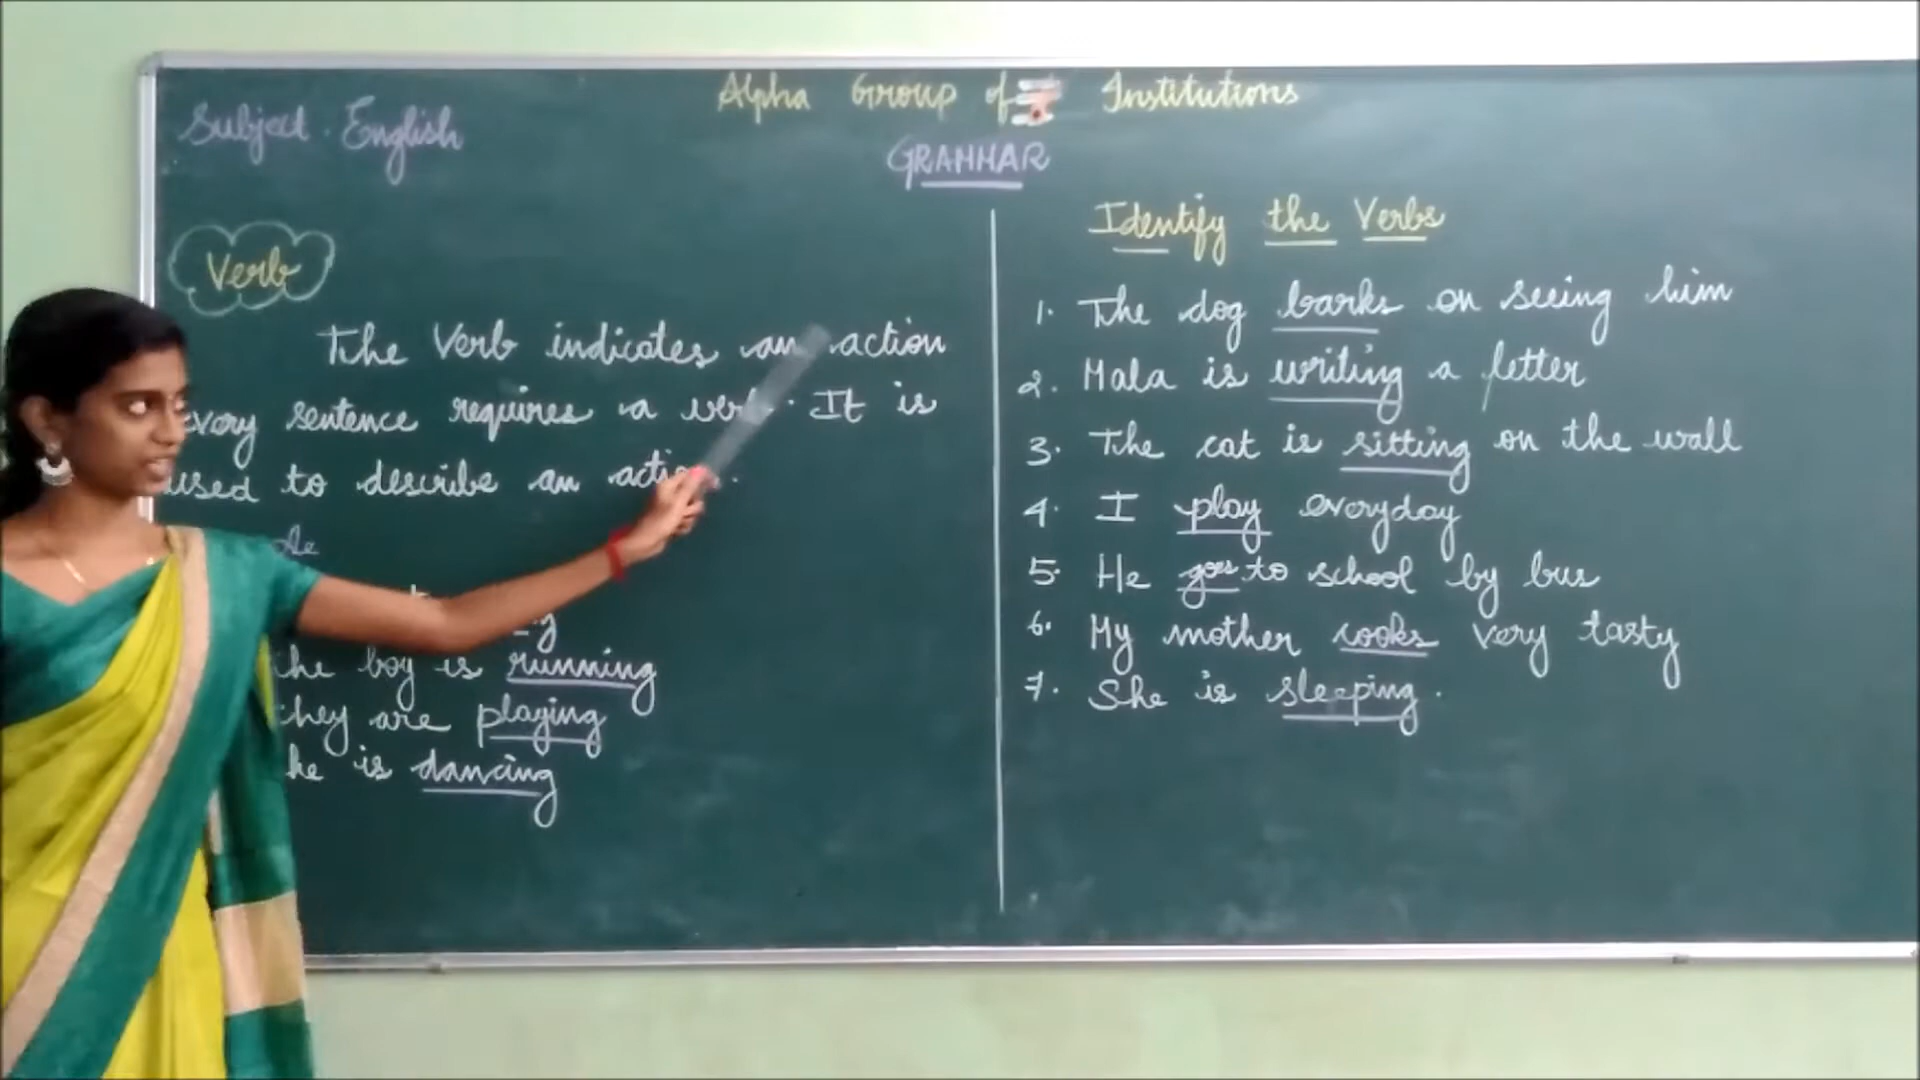 Alpha Group of Institutions
Subject. English
GRAMMAR
Verb
The Verb indicates an action
every sentence requires a verb. It is
used to describe an action.
the boy is running
they are playing
he is dancing
Identify the Verbs
1. The dog barks on seeing him
2. Mala is writing a letter
3. The cat is sitting on the wall
4. I play everyday
5. He goes to school by bus
6. My mother cooks very tasty
7. She is sleeping.